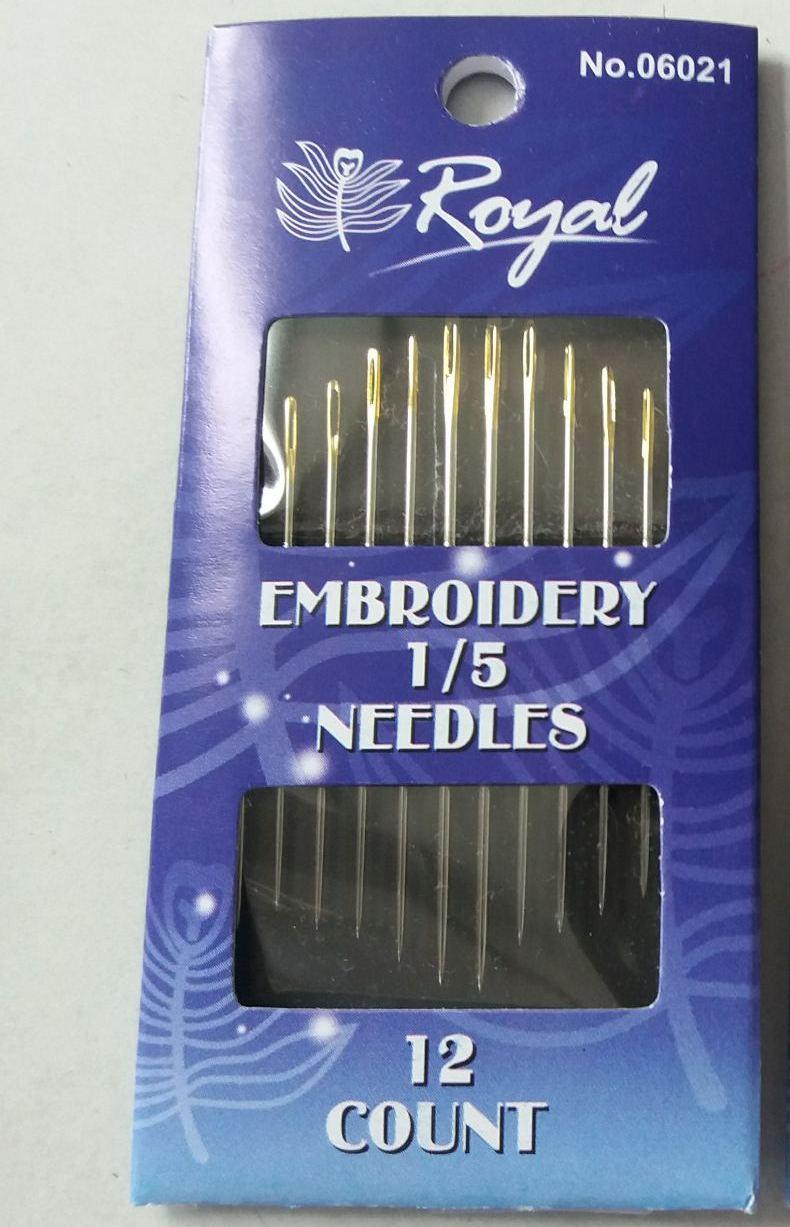 No.06021
Royal
EMBROIDERY
1/5
NEEDLES
12
COUNT